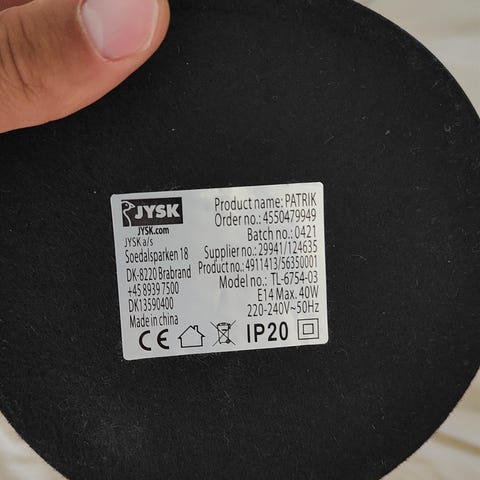 JYSK
JYSK.com
JYSK a/s
Soedalsparken 18
DK-8220 Brabrand
+45 8939 7500
DK13590400
Made in china
Product name: PATRIK
Order no.: 4550479949
Batch no.: 0421
Supplier no.: 29941/124635
Product no.: 4911413/56350001
Model no.: TL-6754-03
E14 Max. 40W
220-240V~50Hz
CE IP20